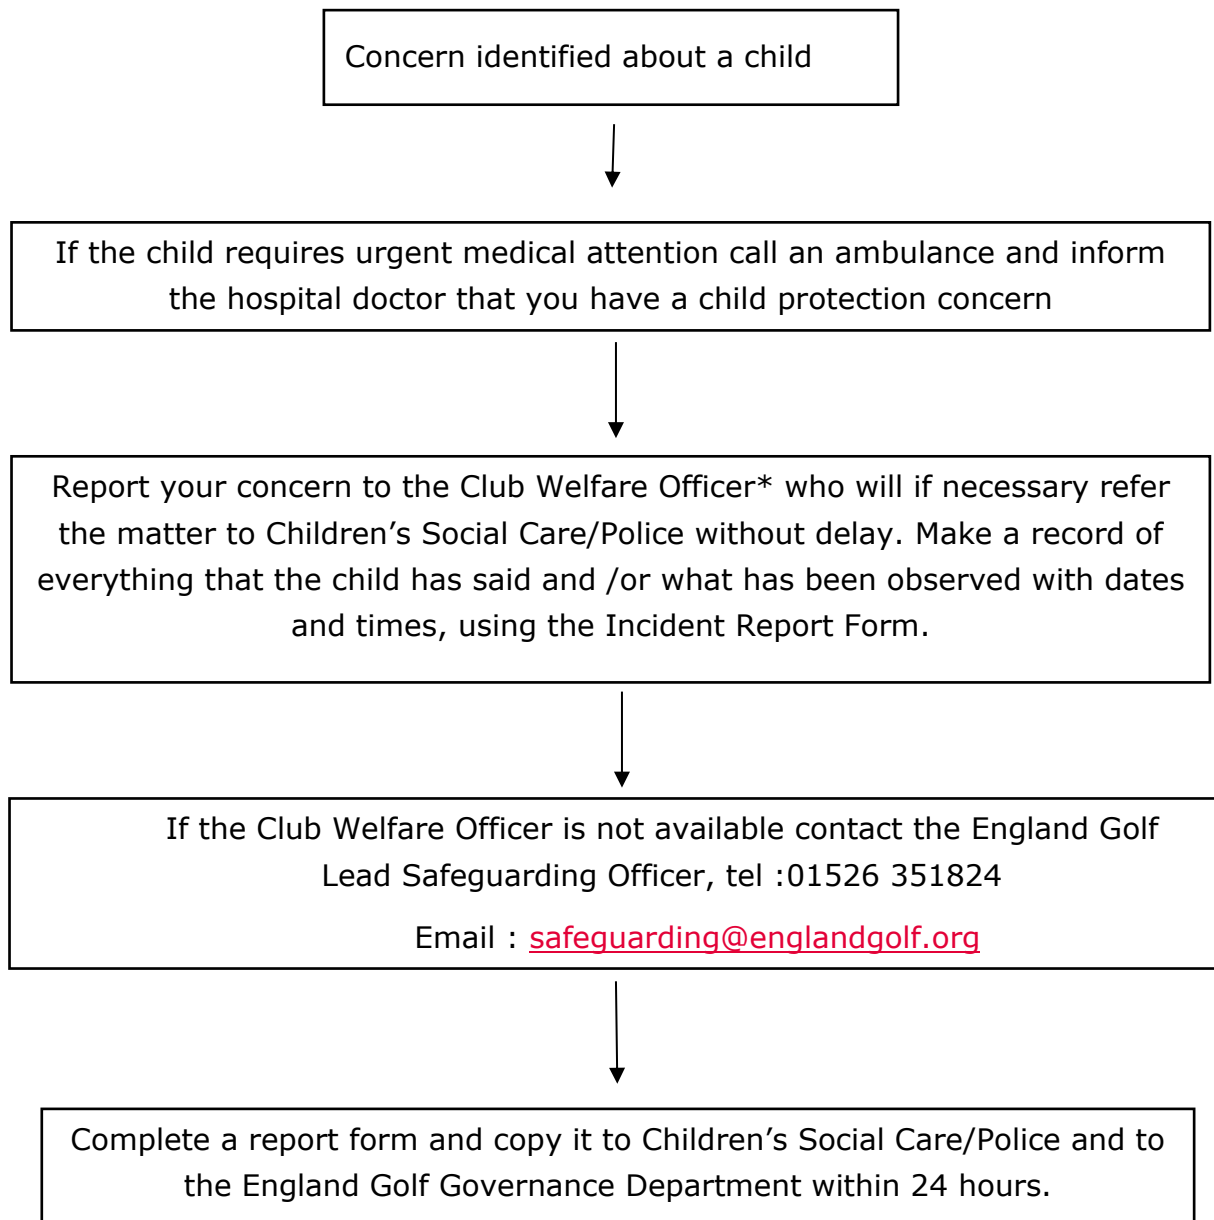 Concern identified about a child
If the child requires urgent medical attention call an ambulance and inform
the hospital doctor that you have a child protection concern
Report your concern to the Club Welfare Officer* who will if necessary refer
the matter to Children’s Social Care/Police without delay. Make a record of
everything that the child has said and /or what has been observed with dates
and times, using the Incident Report Form.
If the Club Welfare Officer is not available contact the England Golf
Lead Safeguarding Officer, tel :01526 351824
Email : safeguarding@englandgolf.org
Complete a report form and copy it to Children’s Social Care/Police and to
the England Golf Governance Department within 24 hours.